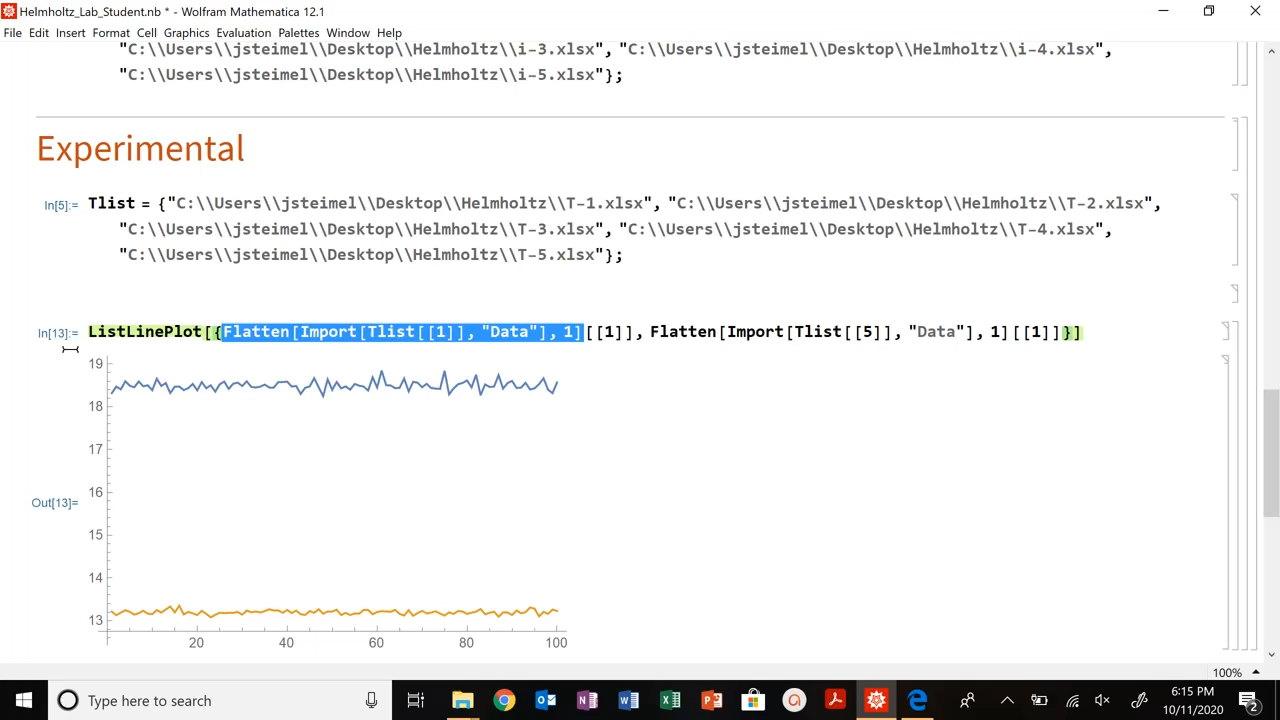 Helmholtz_Lab_Student.nb * - Wolfram Mathematica 12.1
File Edit Insert Format Cell Graphics Evaluation Palettes Window Help
"C:\\Users\\jsteimel\\Desktop\\Helmholtz\\i-3.xlsx", "C:\\Users\\jsteimel\\Desktop\\Helmholtz\\i-4.xlsx",
"C:\\Users\\jsteimel\\Desktop\\Helmholtz\\i-5.xlsx"};
Experimental
In[5]:= Tlist = {"C:\\Users\\jsteimel\\Desktop\\Helmholtz\\T-1.xlsx", "C:\\Users\\jsteimel\\Desktop\\Helmholtz\\T-2.xlsx",
"C:\\Users\\jsteimel\\Desktop\\Helmholtz\\T-3.xlsx", "C:\\Users\\jsteimel\\Desktop\\Helmholtz\\T-4.xlsx",
"C:\\Users\\jsteimel\\Desktop\\Helmholtz\\T-5.xlsx"};
In[13]:= ListLinePlot[{Flatten[Import[Tlist[[1]], "Data"], 1][[1]], Flatten[Import[Tlist[[5]], "Data"], 1][[1]]}]
19
18
17
16
Out[13]=
15
14
13
20 40 60 80 100
100%
Type here to search
6:15 PM
10/11/2020
2